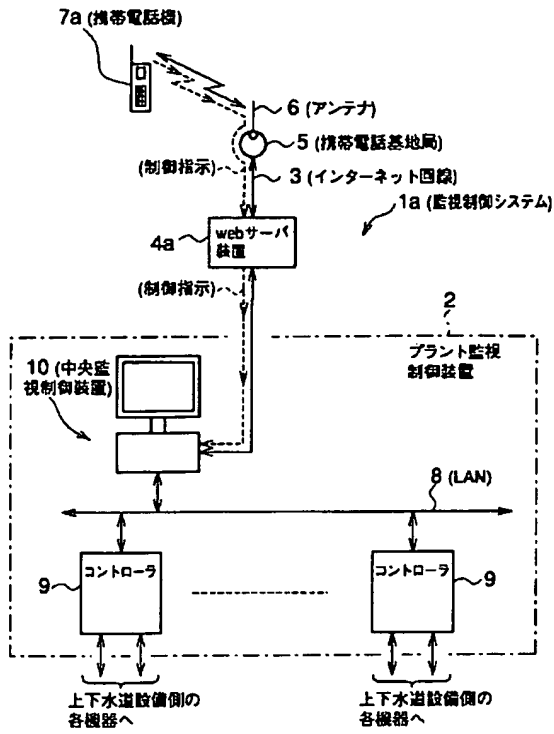 7a (携帯電話機)
6 (アンテナ)
5 (携帯電話基地局)
(制御指示)
3 (インターネット回線)
1a (監視制御システム)
4a
webサーバ
装置
(制御指示)
2
プラント監視
制御装置
10 (中央監
視制御装置)
8 (LAN)
コントローラ
9
コントローラ
9
上下水道設備側の
各機器へ
上下水道設備側の
各機器へ